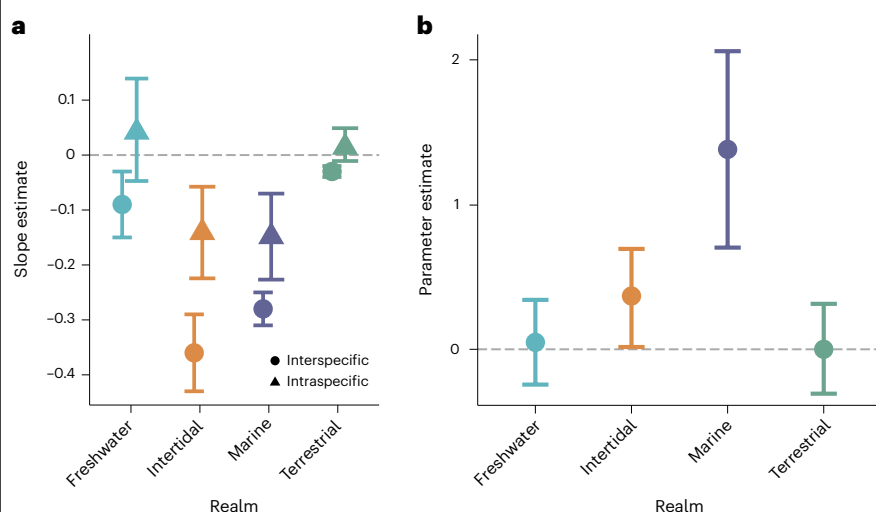 a
Slope estimate
0.1
0
–0.1
–0.2
–0.3
–0.4
Interspecific
Intraspecific
Freshwater
Intertidal
Marine
Terrestrial
Realm
b
Parameter estimate
2
1
0
Freshwater
Intertidal
Marine
Terrestrial
Realm